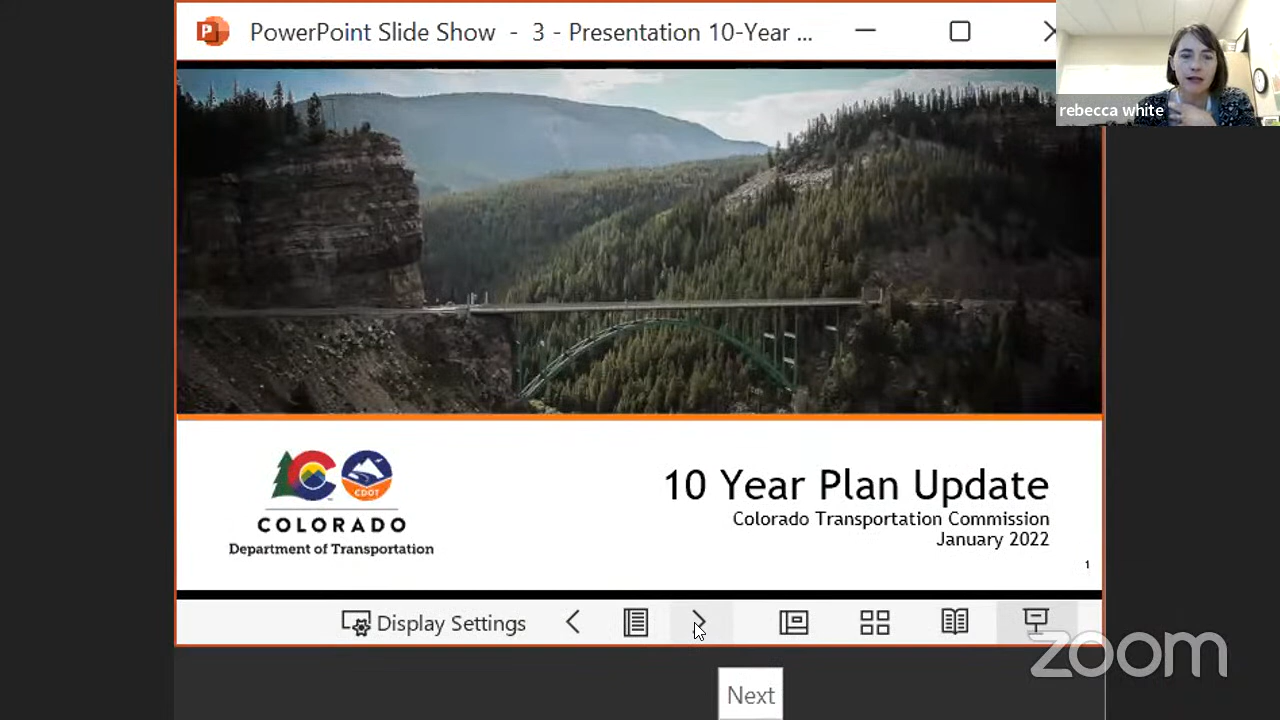 PowerPoint Slide Show - 3 - Presentation 10-Year ...
rebecca white
CDOT
COLORADO
Department of Transportation
10 Year Plan Update
Colorado Transportation Commission
January 2022
1
Display Settings
zoom
Next